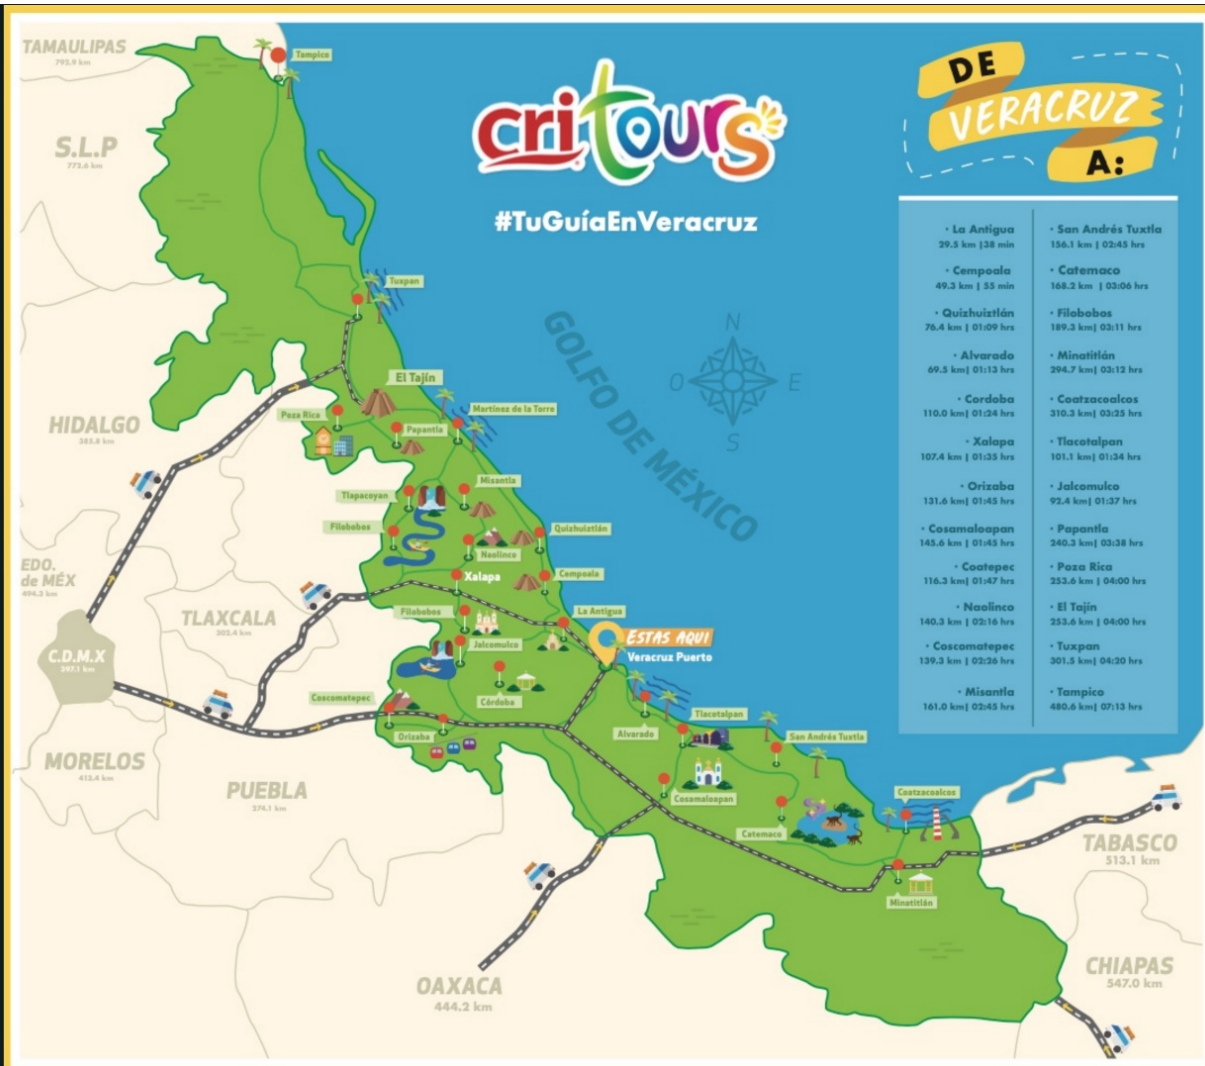 TAMAULIPAS
793.9 km
Tampico
critours
#TuGuíaEnVeracruz
DE
VERACRUZ
A:
S.L.P
772.6 km
· La Antigua
29.5 km |38 min
· Cempoala
49.3 km | 55 min
· Quizhuiztlán
76.4 km | 01:09 hrs
· Alvarado
69.5 km| 01:13 hrs
· Cordoba
110.0 km | 01:24 hrs
· Xalapa
107.4 km | 01:35 hrs
· Orizaba
131.6 km| 01:45 hrs
· Cosamaloapan
145.6 km | 01:45 hrs
· Coatepec
116.3 km| 01:47 hrs
· Naolinco
140.3 km | 02:16 hrs
· Coscomatepec
139.3 km | 02:26 hrs
· Misantla
161.0 km| 02:45 hrs
· San Andrés Tuxtla
156.1 km | 02:45 hrs
· Catemaco
168.2 km | 03:06 hrs
· Filobobos
189.3 km| 03:11 hrs
· Minatitlán
294.7 km| 03:12 hrs
· Coatzacoalcos
310.3 km | 03:25 hrs
· Tlacotalpan
101.1 km| 01:34 hrs
· Jalcomulco
92.4 km| 01:37 hrs
· Papantla
240.3 km| 03:38 hrs
· Poza Rica
253.6 km | 04:00 hrs
· El Tajín
253.6 km | 04:00 hrs
· Tuxpan
301.5 km| 04:20 hrs
· Tampico
480.6 km| 07:13 hrs
Tuxpan
GOLFO DE MÉXICO
N
O
E
S
El Tajín
Poza Rica
Martínez de la Torre
Papantla
HIDALGO
Tlapacoyan
Misantla
Filobobos
Quizhuiztlán
Naolinco
EDO.
de MÉX
494.3 km
Xalapa
Cempoala
TLAXCALA
303.4 km
Filobobos
La Antigua
ESTAS AQUI
Veracruz Puerto
Jalcomulco
C.D.M.X
397.1 km
Coscomatepec
Córdoba
Orizaba
Alvarado
Tlacotalpan
San Andrés Tuxtla
MORELOS
413.4 km
PUEBLA
274.1 km
Cosamaloapan
Catemaco
Coatzacoalcos
Minatitlán
TABASCO
513.1 km
OAXACA
444.2 km
CHIAPAS
547.0 km